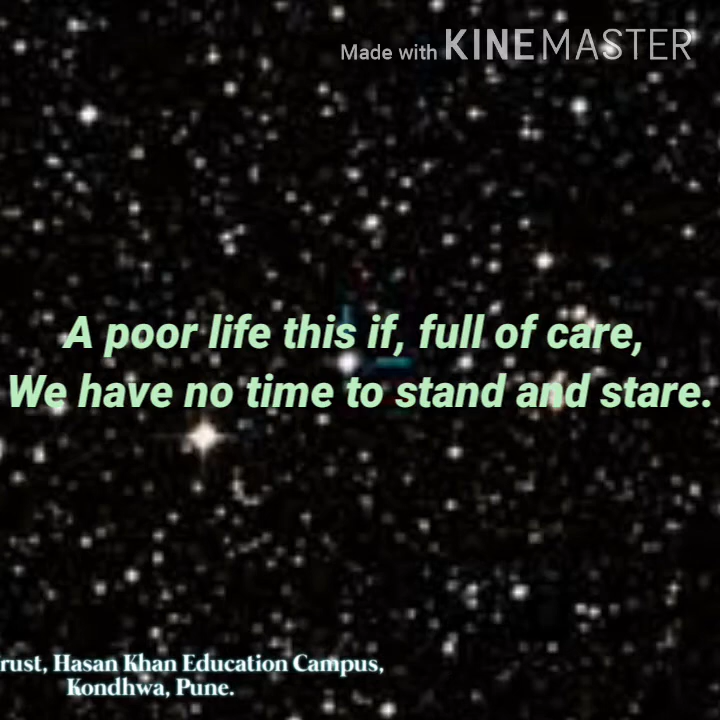 Made with KINEMASTER
A poor life this if, full of care,
We have no time to stand and stare.
rust, Hasan Khan Education Campus,
Kondhwa, Pune.